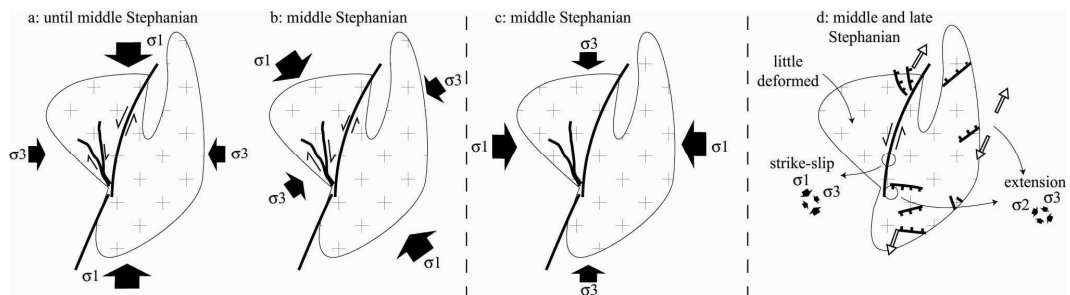 a: until middle Stephanian
σ1
σ3
σ3
σ1
b: middle Stephanian
σ1
σ3
σ3
σ1
c: middle Stephanian
σ3
σ1
σ1
σ3
d: middle and late
Stephanian
little
deformed
strike-slip
σ1
σ3
extension
σ2
σ3